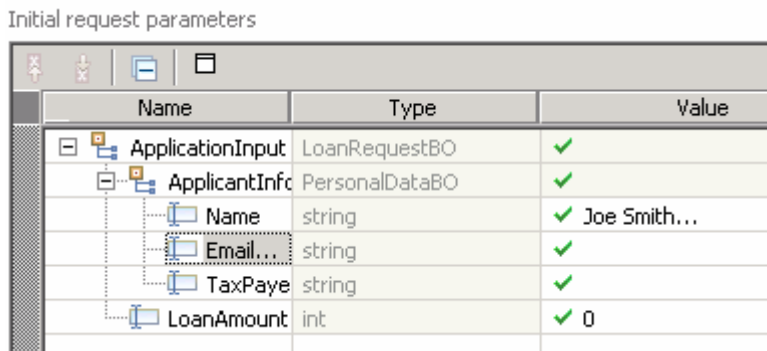 Initial request parameters
Name Type Value
ApplicationInput LoanRequestBO
ApplicantInfo PersonalDataBO
Name string Joe Smith...
Email... string
TaxPaye string
LoanAmount int 0